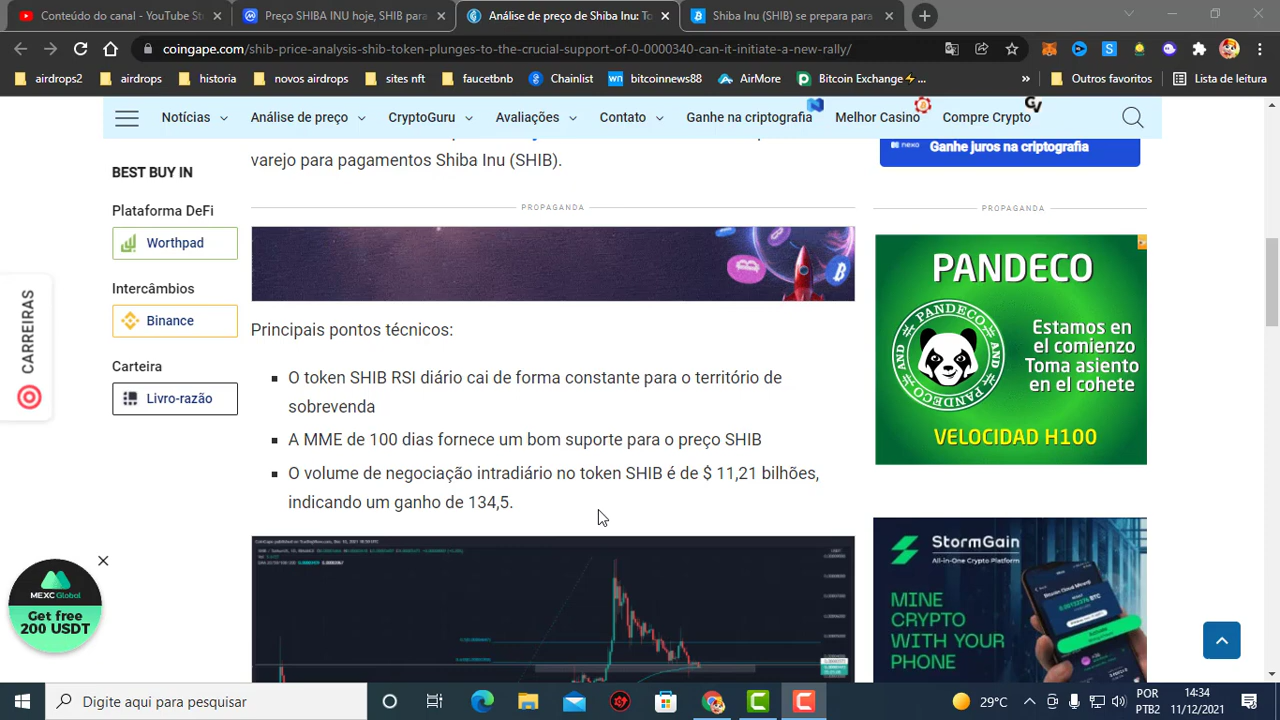 Conteúdo do canal - YouTube St
Preço SHIBA INU hoje, SHIB para
Análise de preço de Shiba Inu: To
Shiba Inu (SHIB) se prepara para
coingape.com/shib-price-analysis-shib-token-plunges-to-the-crucial-support-of-0-0000340-can-it-initiate-a-new-rally/
airdrops2
airdrops
historia
novos airdrops
sites nft
faucetbnb
Chainlist
bitcoinnews88
AirMore
Bitcoin Exchange⚡...
»
Outros favoritos
Lista de leitura
Notícias
Análise de preço
CryptoGuru
Avaliações
Contato
Ganhe na criptografia
Melhor Casino
Compre Crypto
varejo para pagamentos Shiba Inu (SHIB).
nexo
Ganhe juros na criptografia
BEST BUY IN
Plataforma DeFi
Worthpad
Intercâmbios
Binance
Carteira
Livro-razão
CARREIRAS
PROPAGANDA
PROPAGANDA
Principais pontos técnicos:
O token SHIB RSI diário cai de forma constante para o território de
sobrevenda
A MME de 100 dias fornece um bom suporte para o preço SHIB
O volume de negociação intradiário no token SHIB é de $ 11,21 bilhões,
indicando um ganho de 134,5.
PANDECO
AND
PANDECO
AND
Estamos en
el comienzo
Toma asiento
en el cohete
VELOCIDAD H100
StormGain
All-in-One Crypto Platform
MINE
CRYPTO
WITH YOUR
PHONE
MEXC Global
Get free
200 USDT
Digite aqui para pesquisar
29°C
POR
PTB2
14:34
11/12/2021